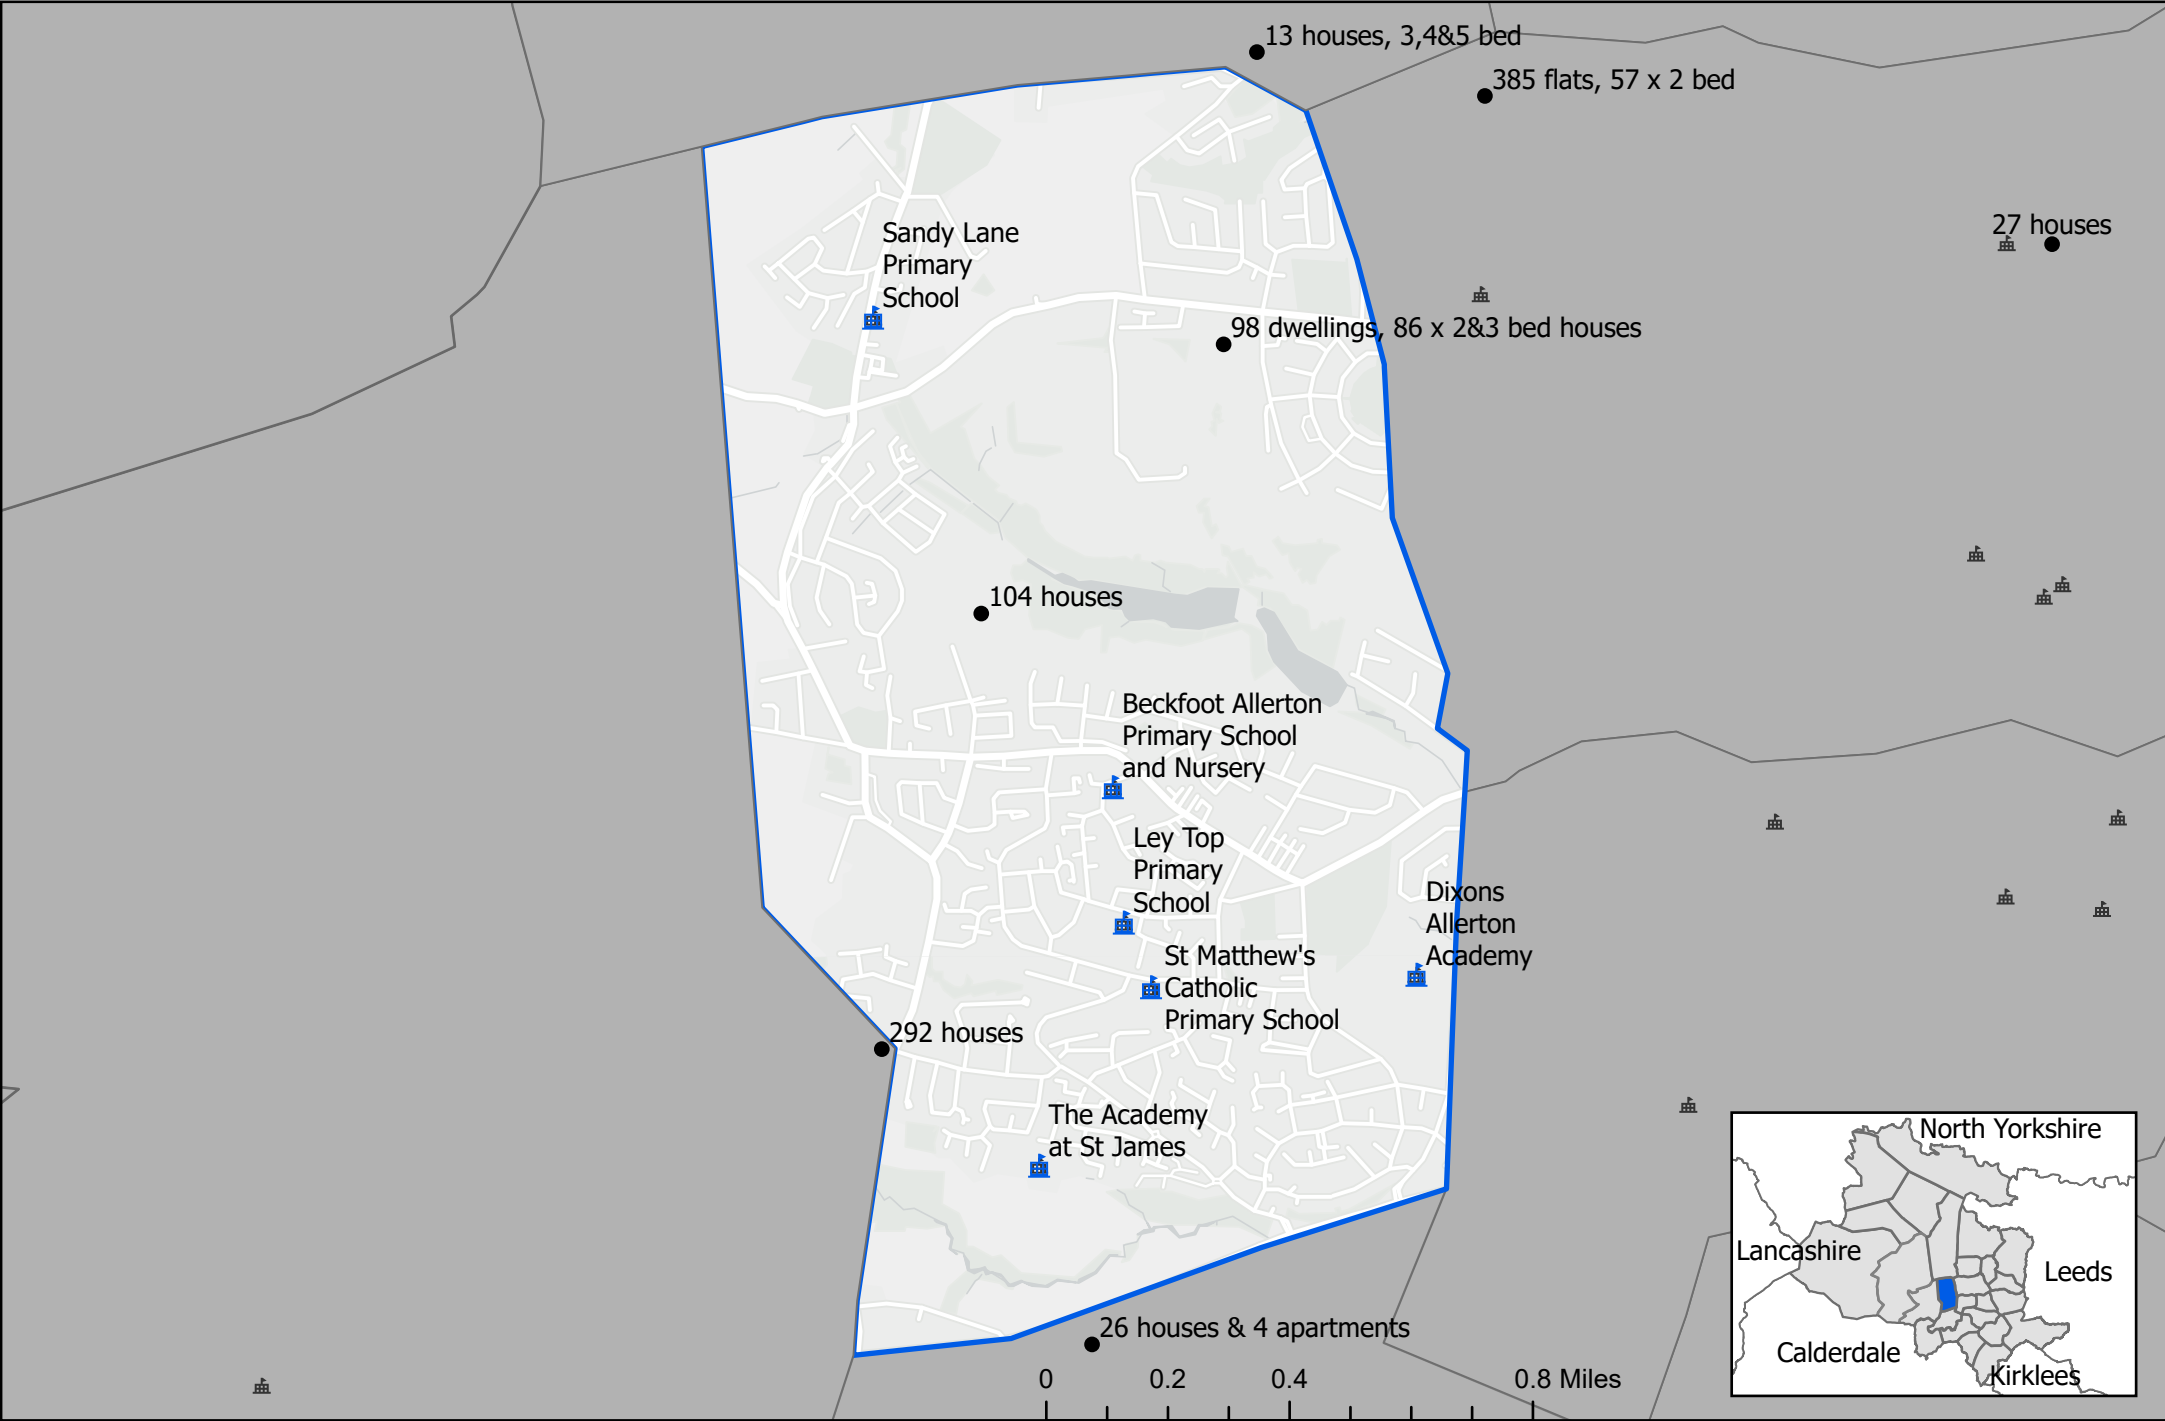 13 houses, 3,4&5 bed
385 flats, 57 x 2 bed
27 houses
Sandy Lane
Primary
School
98 dwellings, 86 x 2&3 bed houses
104 houses
Beckfoot Allerton
Primary School
and Nursery
Ley Top
Primary
School
Dixons
Allerton
Academy
St Matthew's
Catholic
Primary School
292 houses
The Academy
at St James
26 houses & 4 apartments
0 0.2 0.4 0.8 Miles
North Yorkshire
Lancashire
Leeds
Calderdale
Kirklees